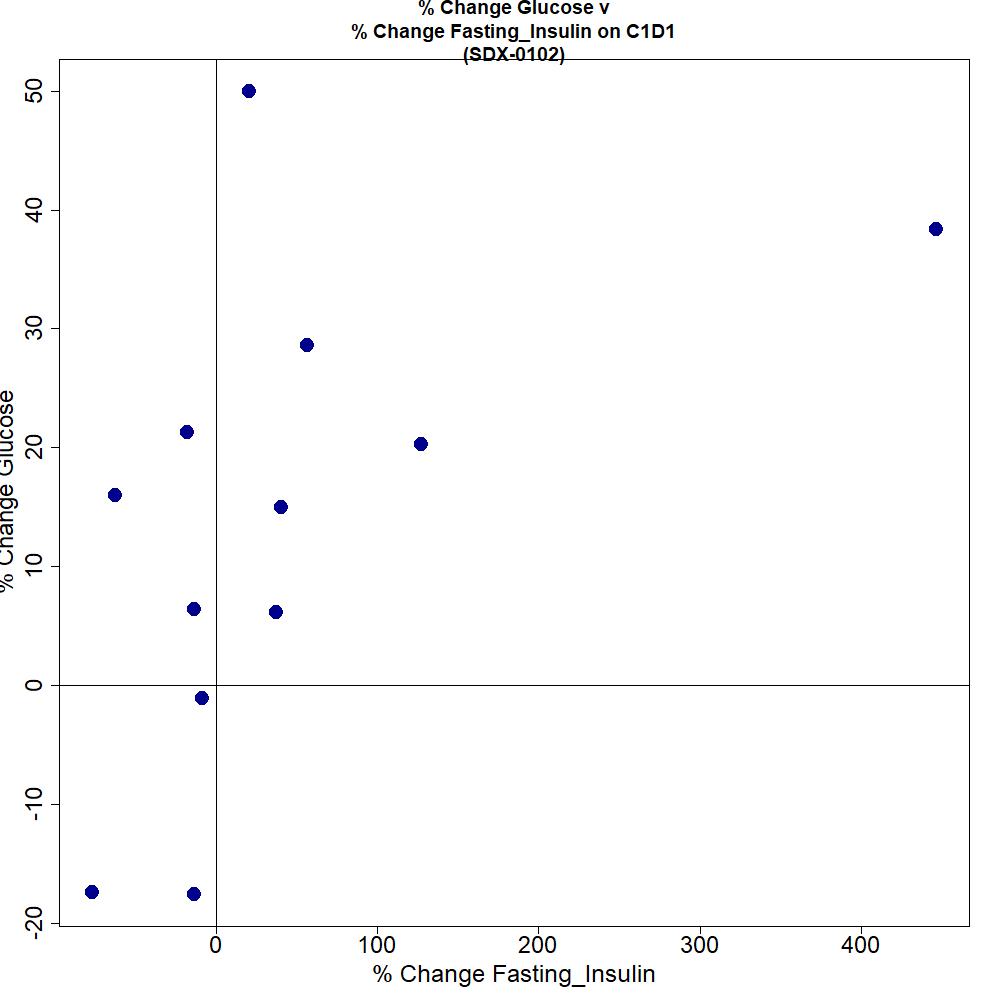 % Change Glucose v
% Change Fasting_Insulin on C1D1
(SDX-0102)
% Change Glucose
50
40
30
20
10
0
-10
-20
0 100 200 300 400
% Change Fasting_Insulin